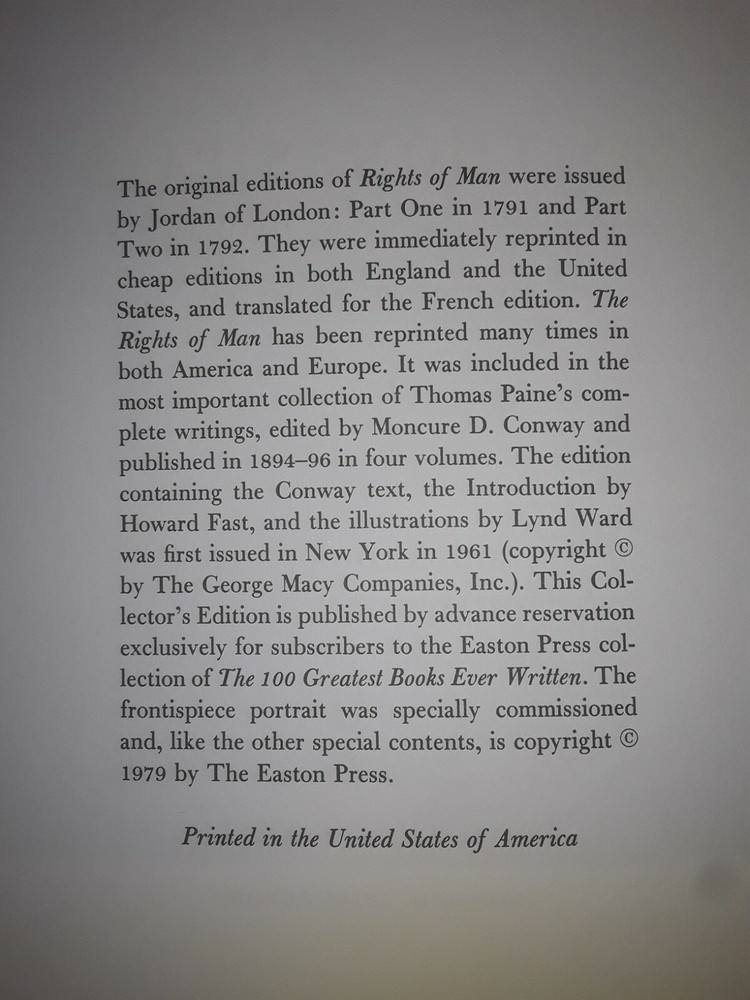 The original editions of Rights of Man were issued
by Jordan of London: Part One in 1791 and Part
Two in 1792. They were immediately reprinted in
cheap editions in both England and the United
States, and translated for the French edition. The
Rights of Man has been reprinted many times in
both America and Europe. It was included in the
most important collection of Thomas Paine's com-
plete writings, edited by Moncure D. Conway and
published in 1894–96 in four volumes. The edition
containing the Conway text, the Introduction by
Howard Fast, and the illustrations by Lynd Ward
was first issued in New York in 1961 (copyright ©
by The George Macy Companies, Inc.). This Col-
lector's Edition is published by advance reservation
exclusively for subscribers to the Easton Press col-
lection of The 100 Greatest Books Ever Written. The
frontispiece portrait was specially commissioned
and, like the other special contents, is copyright ©
1979 by The Easton Press.
Printed in the United States of America